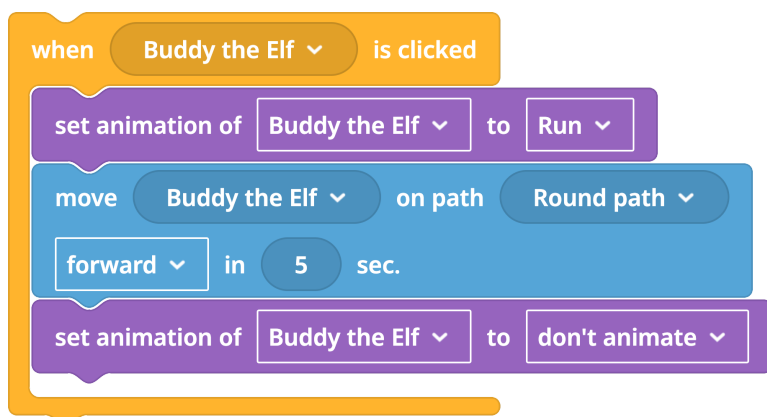 when Buddy the Elf is clicked
set animation of Buddy the Elf to Run
move Buddy the Elf on path Round path
forward in 5 sec.
set animation of Buddy the Elf to don't animate